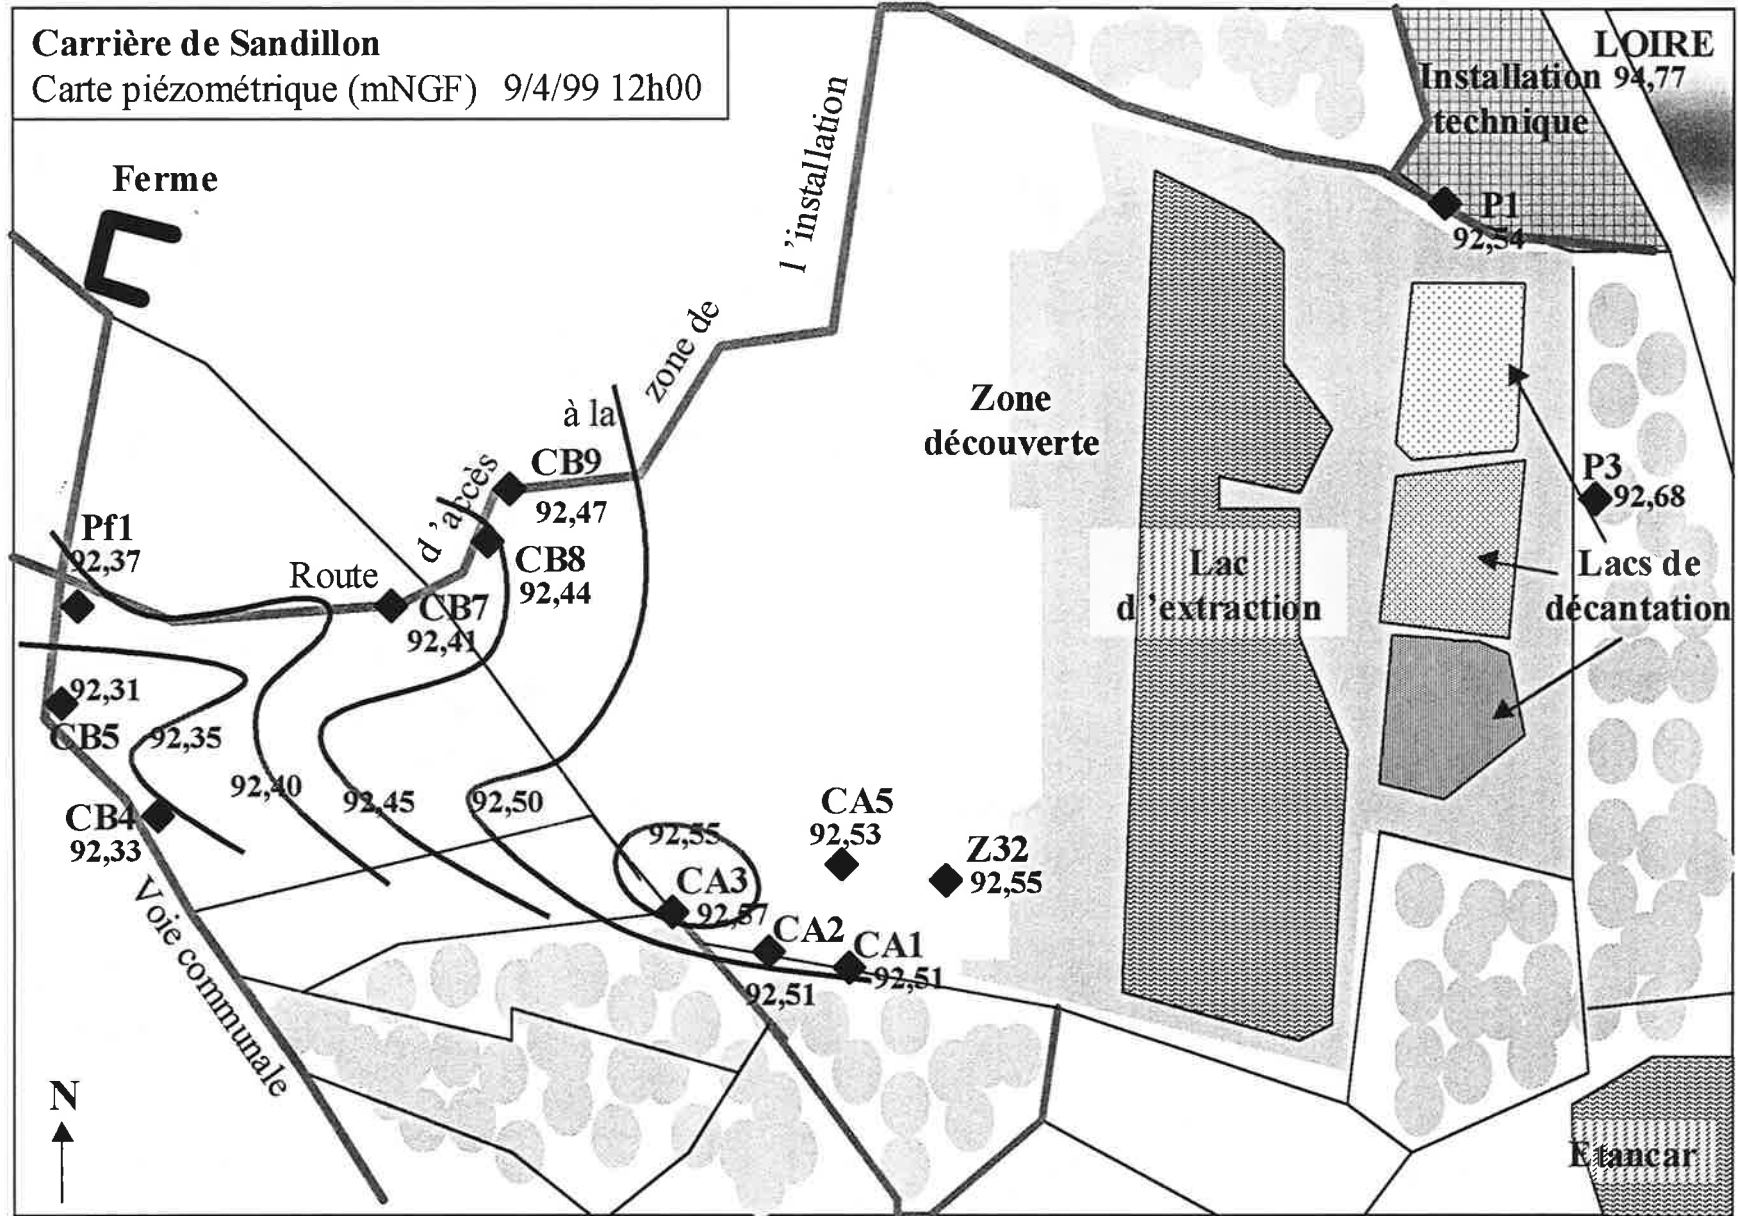 Carrière de Sandillon
Carte piézométrique (mNGF) 9/4/99 12h00
LOIRE
94,77
Installation
technique
Ferme
l ’installation
P1
92,54
zone de
à la
Zone
découverte
CB9
92,47
d ’accès
P3
92,68
Pf1
92,37
CB8
92,44
Route
CB7
92,41
Lac
d ’extraction
Lacs de
décantation
92,31
CB5
92,35
92,40
92,45
92,50
CB4
92,33
92,55
CA5
92,53
Z32
92,55
CA3
92,57
CA2
92,51
CA1
92,51
Voie communale
N
Etancar